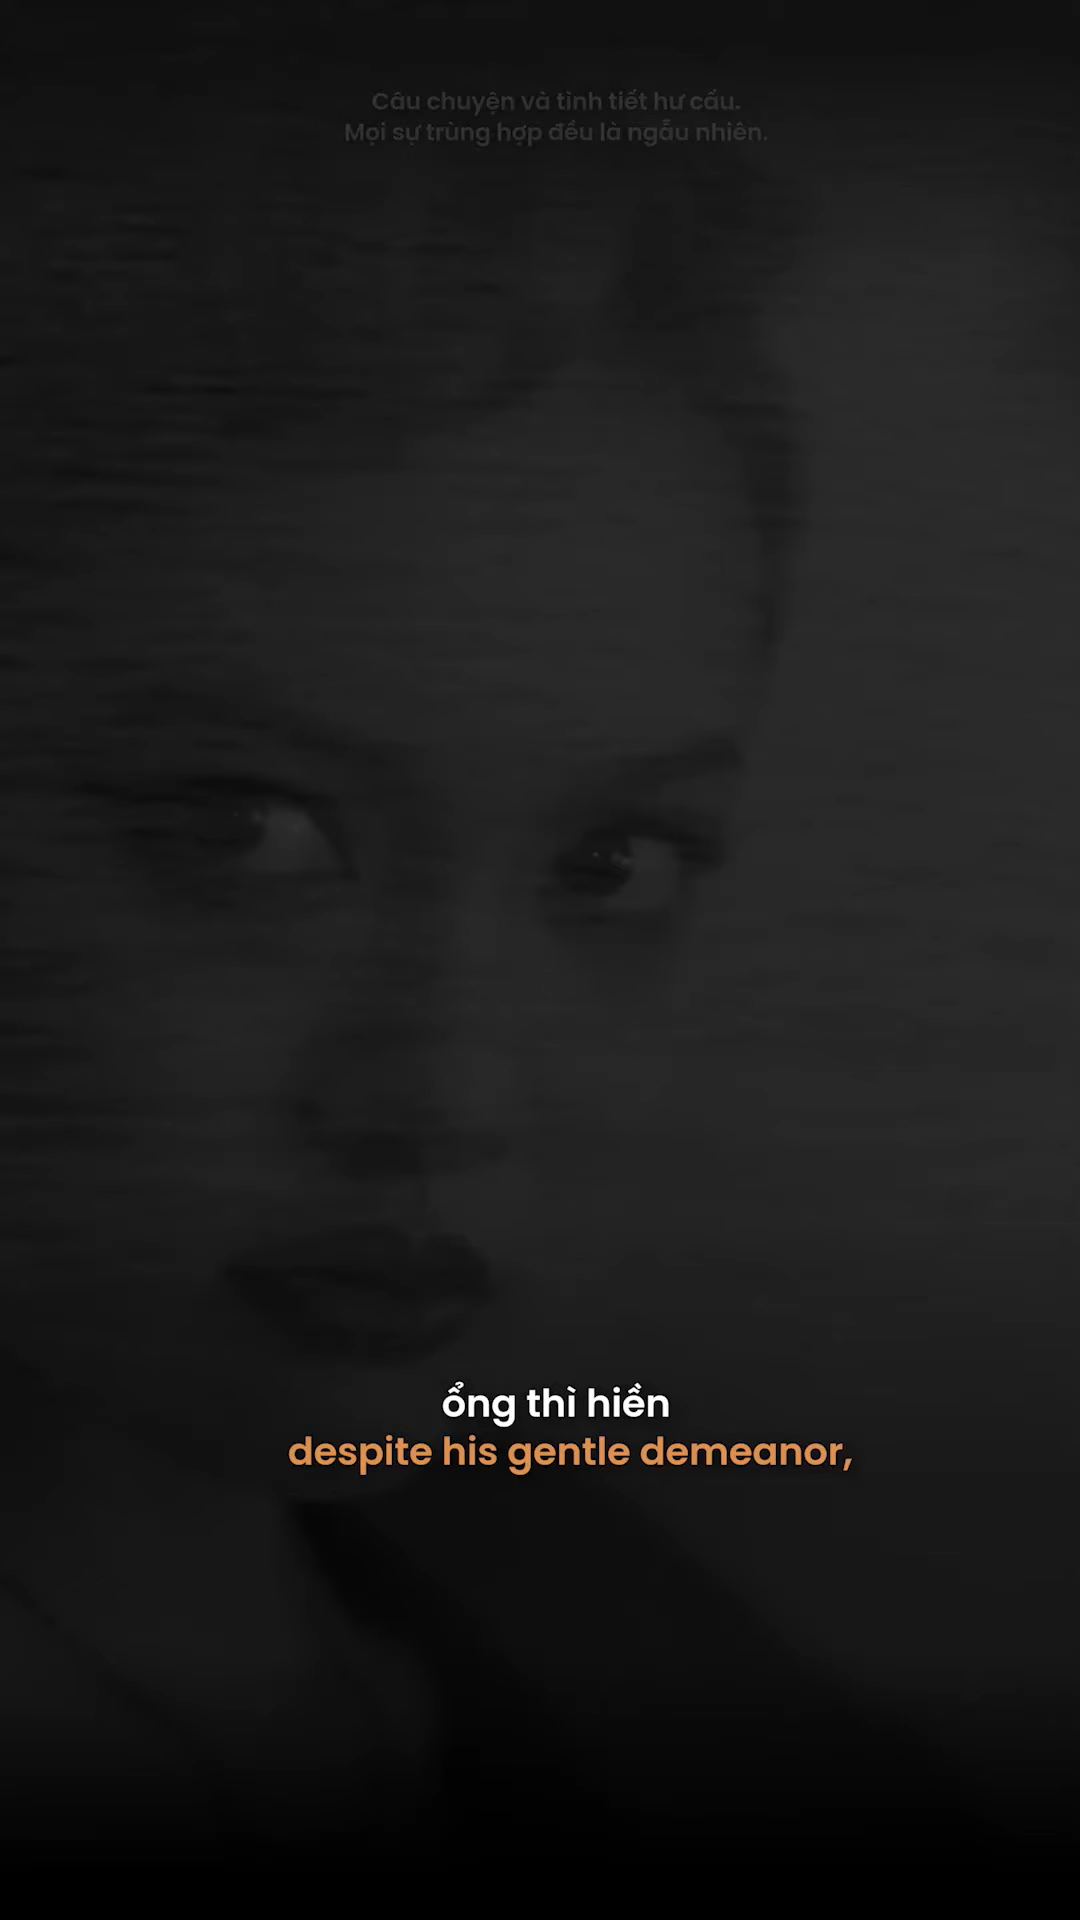 Câu chuyện và tình tiết hư cấu.
Mọi sự trùng hợp đều là ngẫu nhiên.
ổng thì hiền
despite his gentle demeanor,